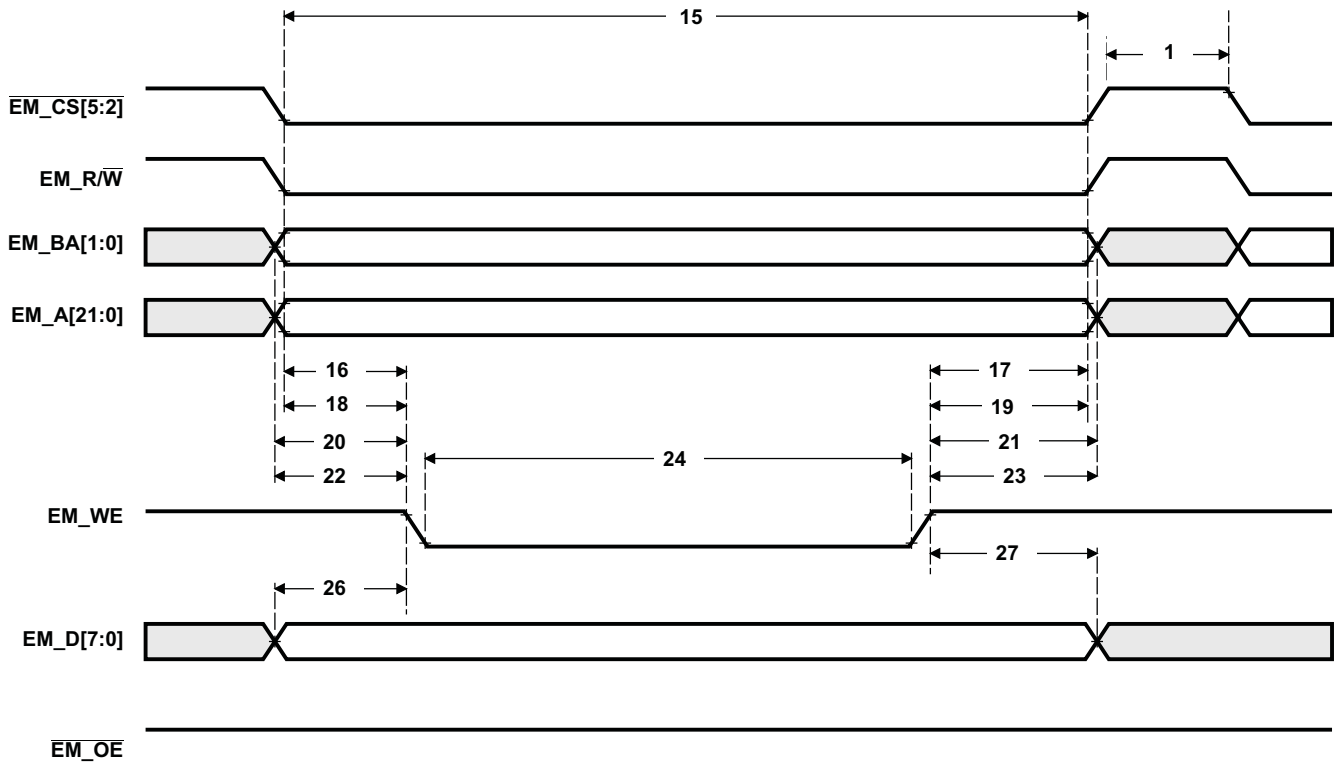 15
1
EM_CS[5:2]
EM_R/W
EM_BA[1:0]
EM_A[21:0]
16
17
18
19
20
21
22
23
24
EM_WE
27
26
EM_D[7:0]
EM_OE